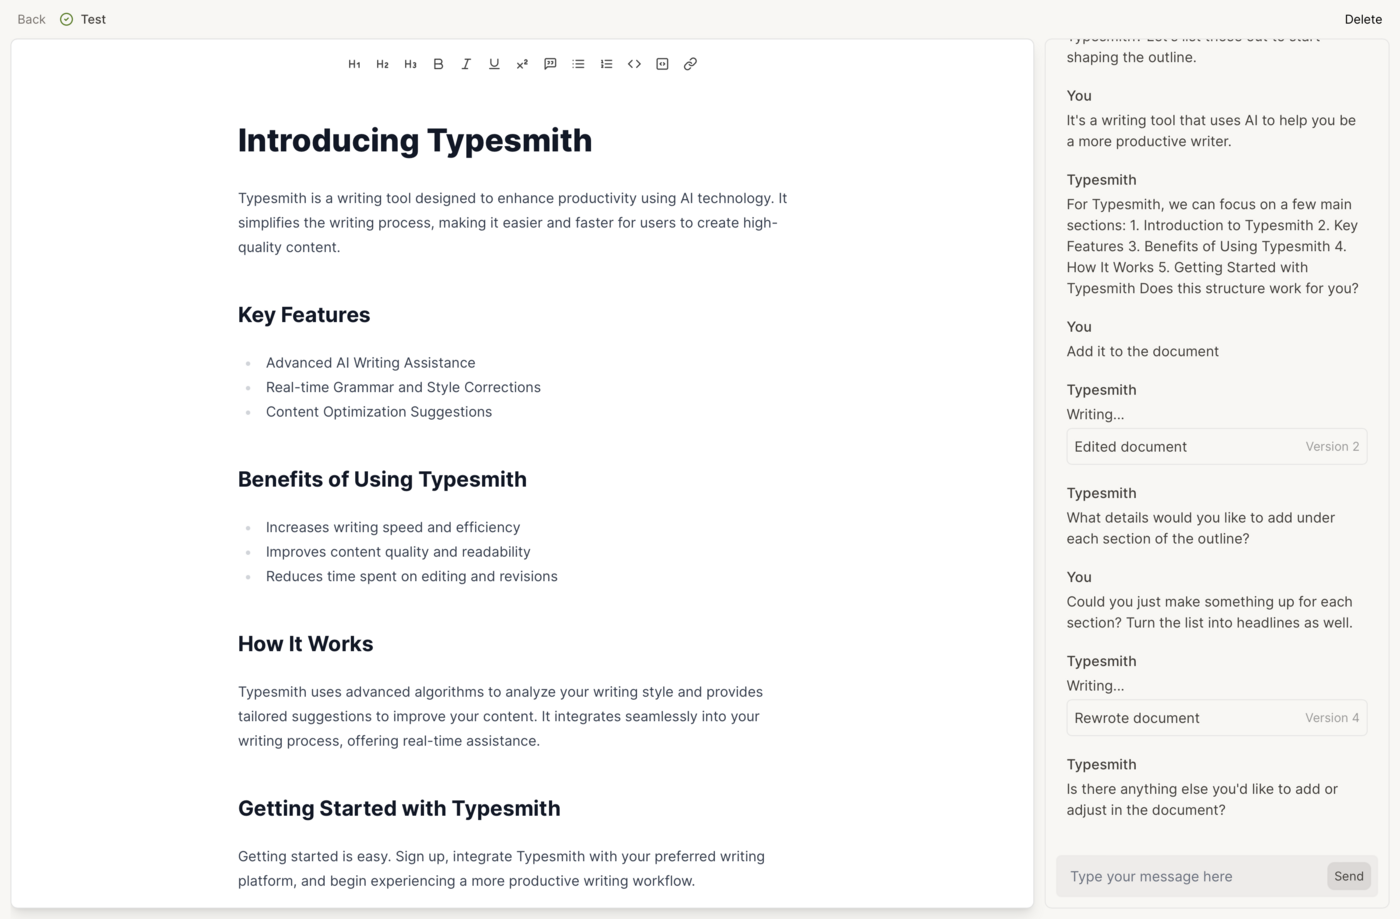 Back Test Delete
H1 H2 H3 B I U x²
Introducing Typesmith
Typesmith is a writing tool designed to enhance productivity using AI technology. It
simplifies the writing process, making it easier and faster for users to create high-
quality content.
Key Features
Advanced AI Writing Assistance
Real-time Grammar and Style Corrections
Content Optimization Suggestions
Benefits of Using Typesmith
Increases writing speed and efficiency
Improves content quality and readability
Reduces time spent on editing and revisions
How It Works
Typesmith uses advanced algorithms to analyze your writing style and provides
tailored suggestions to improve your content. It integrates seamlessly into your
writing process, offering real-time assistance.
Getting Started with Typesmith
Getting started is easy. Sign up, integrate Typesmith with your preferred writing
platform, and begin experiencing a more productive writing workflow.
shaping the outline.
You
It's a writing tool that uses AI to help you be
a more productive writer.
Typesmith
For Typesmith, we can focus on a few main
sections: 1. Introduction to Typesmith 2. Key
Features 3. Benefits of Using Typesmith 4.
How It Works 5. Getting Started with
Typesmith Does this structure work for you?
You
Add it to the document
Typesmith
Writing...
Edited document Version 2
Typesmith
What details would you like to add under
each section of the outline?
You
Could you just make something up for each
section? Turn the list into headlines as well.
Typesmith
Writing...
Rewrote document Version 4
Typesmith
Is there anything else you'd like to add or
adjust in the document?
Type your message here Send